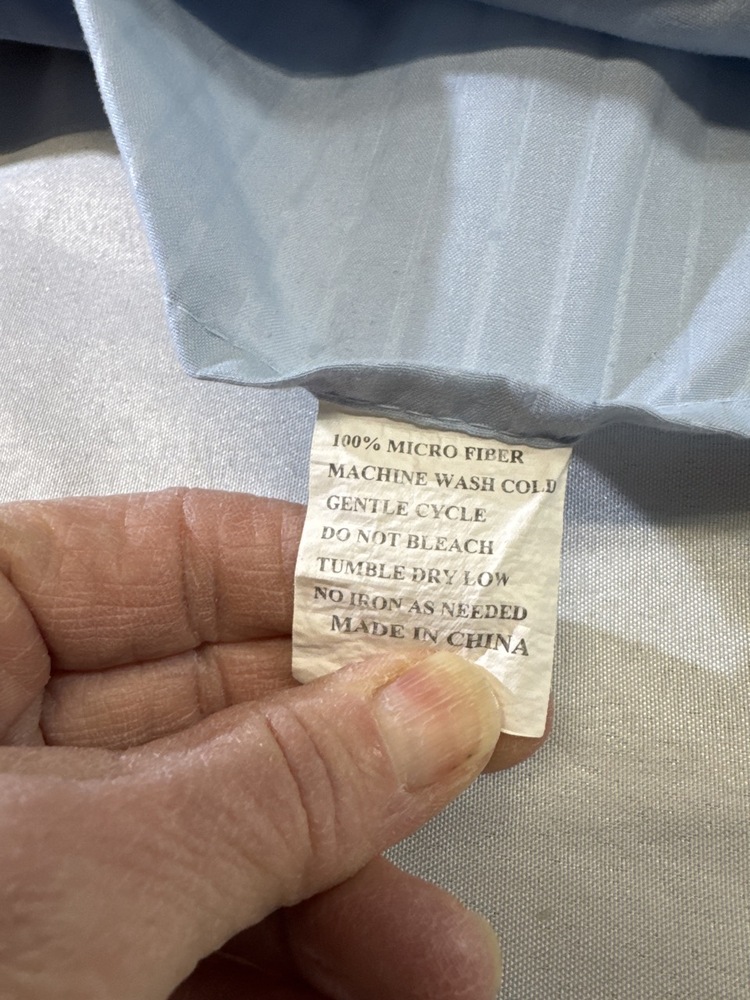 100% MICRO FIBER
MACHINE WASH COLD
GENTLE CYCLE
DO NOT BLEACH
TUMBLE DRY LOW
NO IRON AS NEEDED
MADE IN CHINA